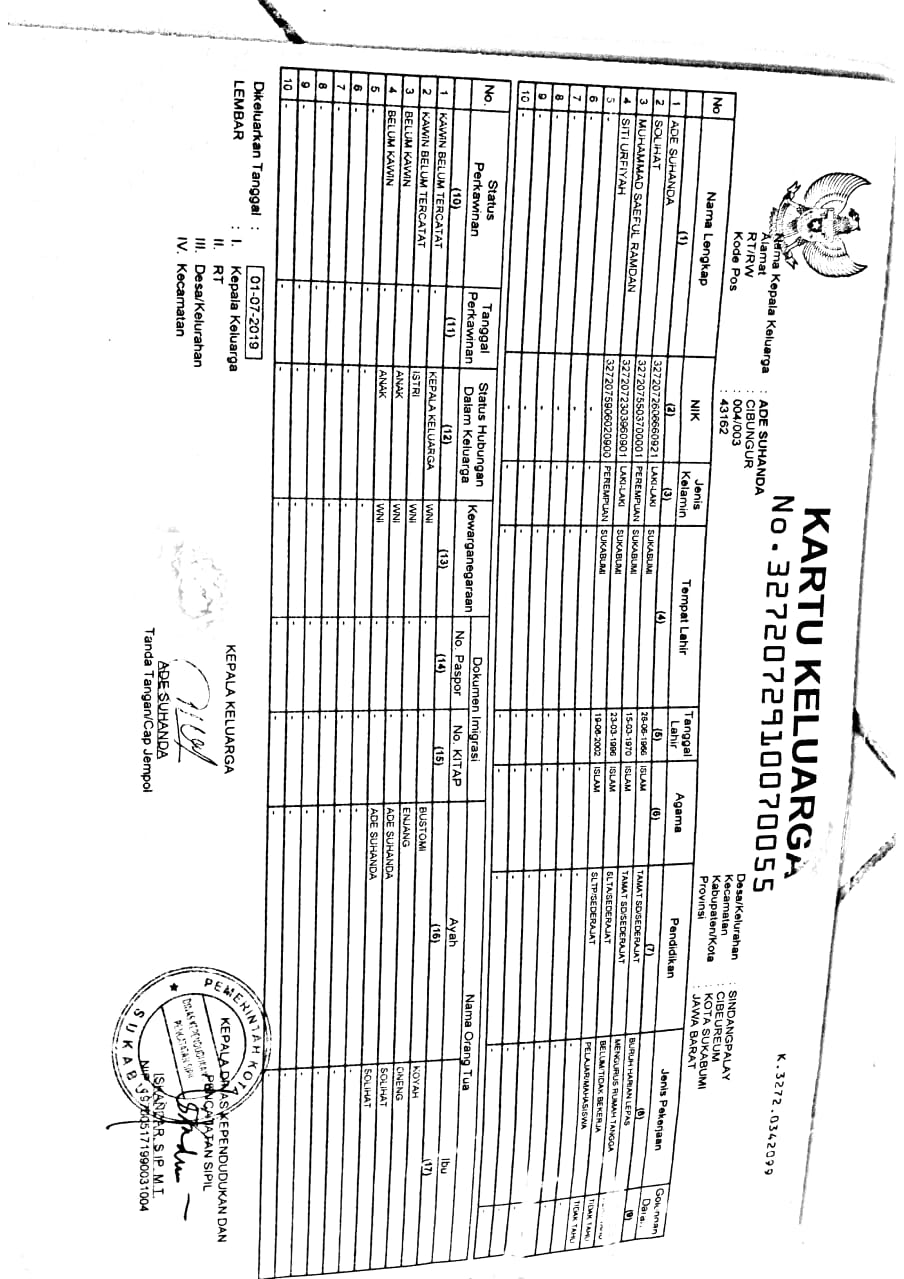 KARTU KELUARGA
No.3272072910070055
K.3272.0342099
Nama Kepala Keluarga : ADE SUHANDA
Alamat : CIBUNGUR
RT/RW : 004/003
Kode Pos : 43162
Desa/Kelurahan : SINDANGPALAY
Kecamatan : CIBEUREUM
Kabupaten/Kota : KOTA SUKABUMI
Provinsi : JAWA BARAT
No Nama Lengkap NIK Jenis Kelamin Tempat Lahir Tanggal Lahir Agama Pendidikan Jenis Pekerjaan Golongan
(1) (2) (3) (4) (5) (6) (7) (8) (9)
1 ADE SUHANDA 3272072606660921 LAKI-LAKI SUKABUMI 26-06-1966 ISLAM TAMAT SD/SEDERAJAT BURUH HARIAN LEPAS
2 SOLIHAT 3272075503700001 PEREMPUAN SUKABUMI 15-03-1970 ISLAM TAMAT SD/SEDERAJAT MENGURUS RUMAH TANGGA
3 MUHAMMAD SAEFUL RAMDAN 3272072303960901 LAKI-LAKI SUKABUMI 23-03-1996 ISLAM SLTA/SEDERAJAT BELUM/TIDAK BEKERJA TIDAK TAHU
4 SITI URFIYAH 3272075906020900 PEREMPUAN SUKABUMI 19-06-2002 ISLAM SLTP/SEDERAJAT PELAJAR/MAHASISWA TIDAK TAHU
5 - - - - - - - -
6 - - - - - - - -
7 - - - - - - - -
8 - - - - - - - -
9 - - - - - - - -
10 - - - - - - - -
No. Status Perkawinan Tanggal Perkawinan Status Hubungan Dalam Keluarga Kewarganegaraan Dokumen Imigrasi Nama Orang Tua
No. Paspor No. KITAP Ayah Ibu
(10) (11) (12) (13) (14) (15) (16) (17)
1 KAWIN BELUM TERCATAT - KEPALA KELUARGA WNI - - BUSTOMI KOYAH
2 KAWIN BELUM TERCATAT - ISTRI WNI - - ENJANG ONENG
3 BELUM KAWIN - ANAK WNI - - ADE SUHANDA SOLIHAT
4 BELUM KAWIN - ANAK WNI - - ADE SUHANDA SOLIHAT
5 - - - - - - - -
6 - - - - - - - -
7 - - - - - - - -
8 - - - - - - - -
9 - - - - - - - -
10 - - - - - - - -
Dikeluarkan Tanggal : 01-07-2019
LEMBAR : I. Kepala Keluarga
II. RT
III. Desa/Kelurahan
IV. Kecamatan
KEPALA KELUARGA
ADE SUHANDA
Tanda Tangan/Cap Jempol
KEPALA DINAS KEPENDUDUKAN DAN
PENCATATAN SIPIL
ISKANDAR, S.IP, M.T.
NIP. 197005171990031004
PEMERINTAH KOTA
DINAS KEPENDUDUKAN
PENCATATAN SIPIL
SUKABUMI